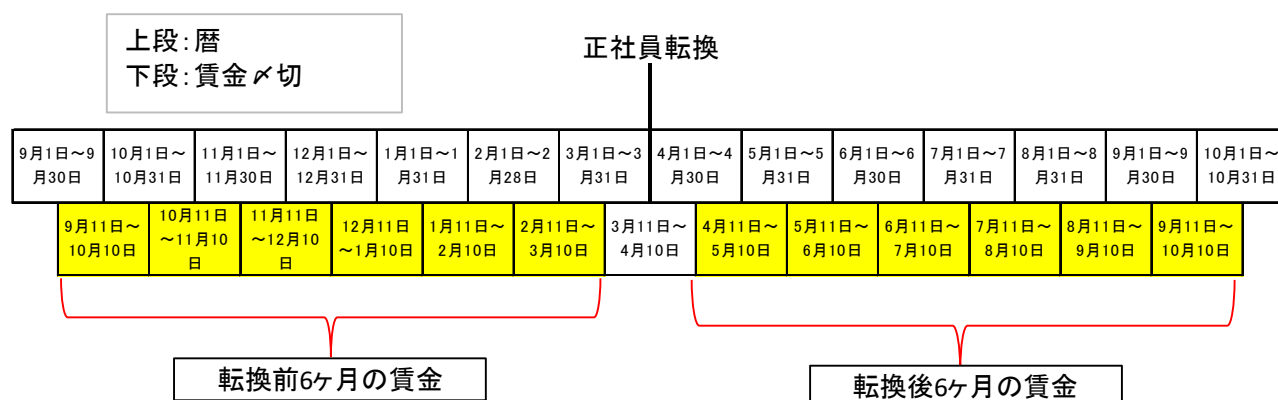 上段:暦
下段:賃金〆切
正社員転換
9月1日～9
月30日
10月1日～
10月31日
11月1日～
11月30日
12月1日～
12月31日
1月1日～1
月31日
2月1日～2
月28日
3月1日～3
月31日
4月1日～4
月30日
5月1日～5
月31日
6月1日～6
月30日
7月1日～7
月31日
8月1日～8
月31日
9月1日～9
月30日
10月1日～
10月31日
9月11日～
10月10日
10月11日
～11月10
日
11月11日
～12月10
日
12月11日
～1月10日
1月11日～
2月10日
2月11日～
3月10日
3月11日～
4月10日
4月11日～
5月10日
5月11日～
6月10日
6月11日～
7月10日
7月11日～
8月10日
8月11日～
9月10日
9月11日～
10月10日
転換前6ヶ月の賃金
転換後6ヶ月の賃金